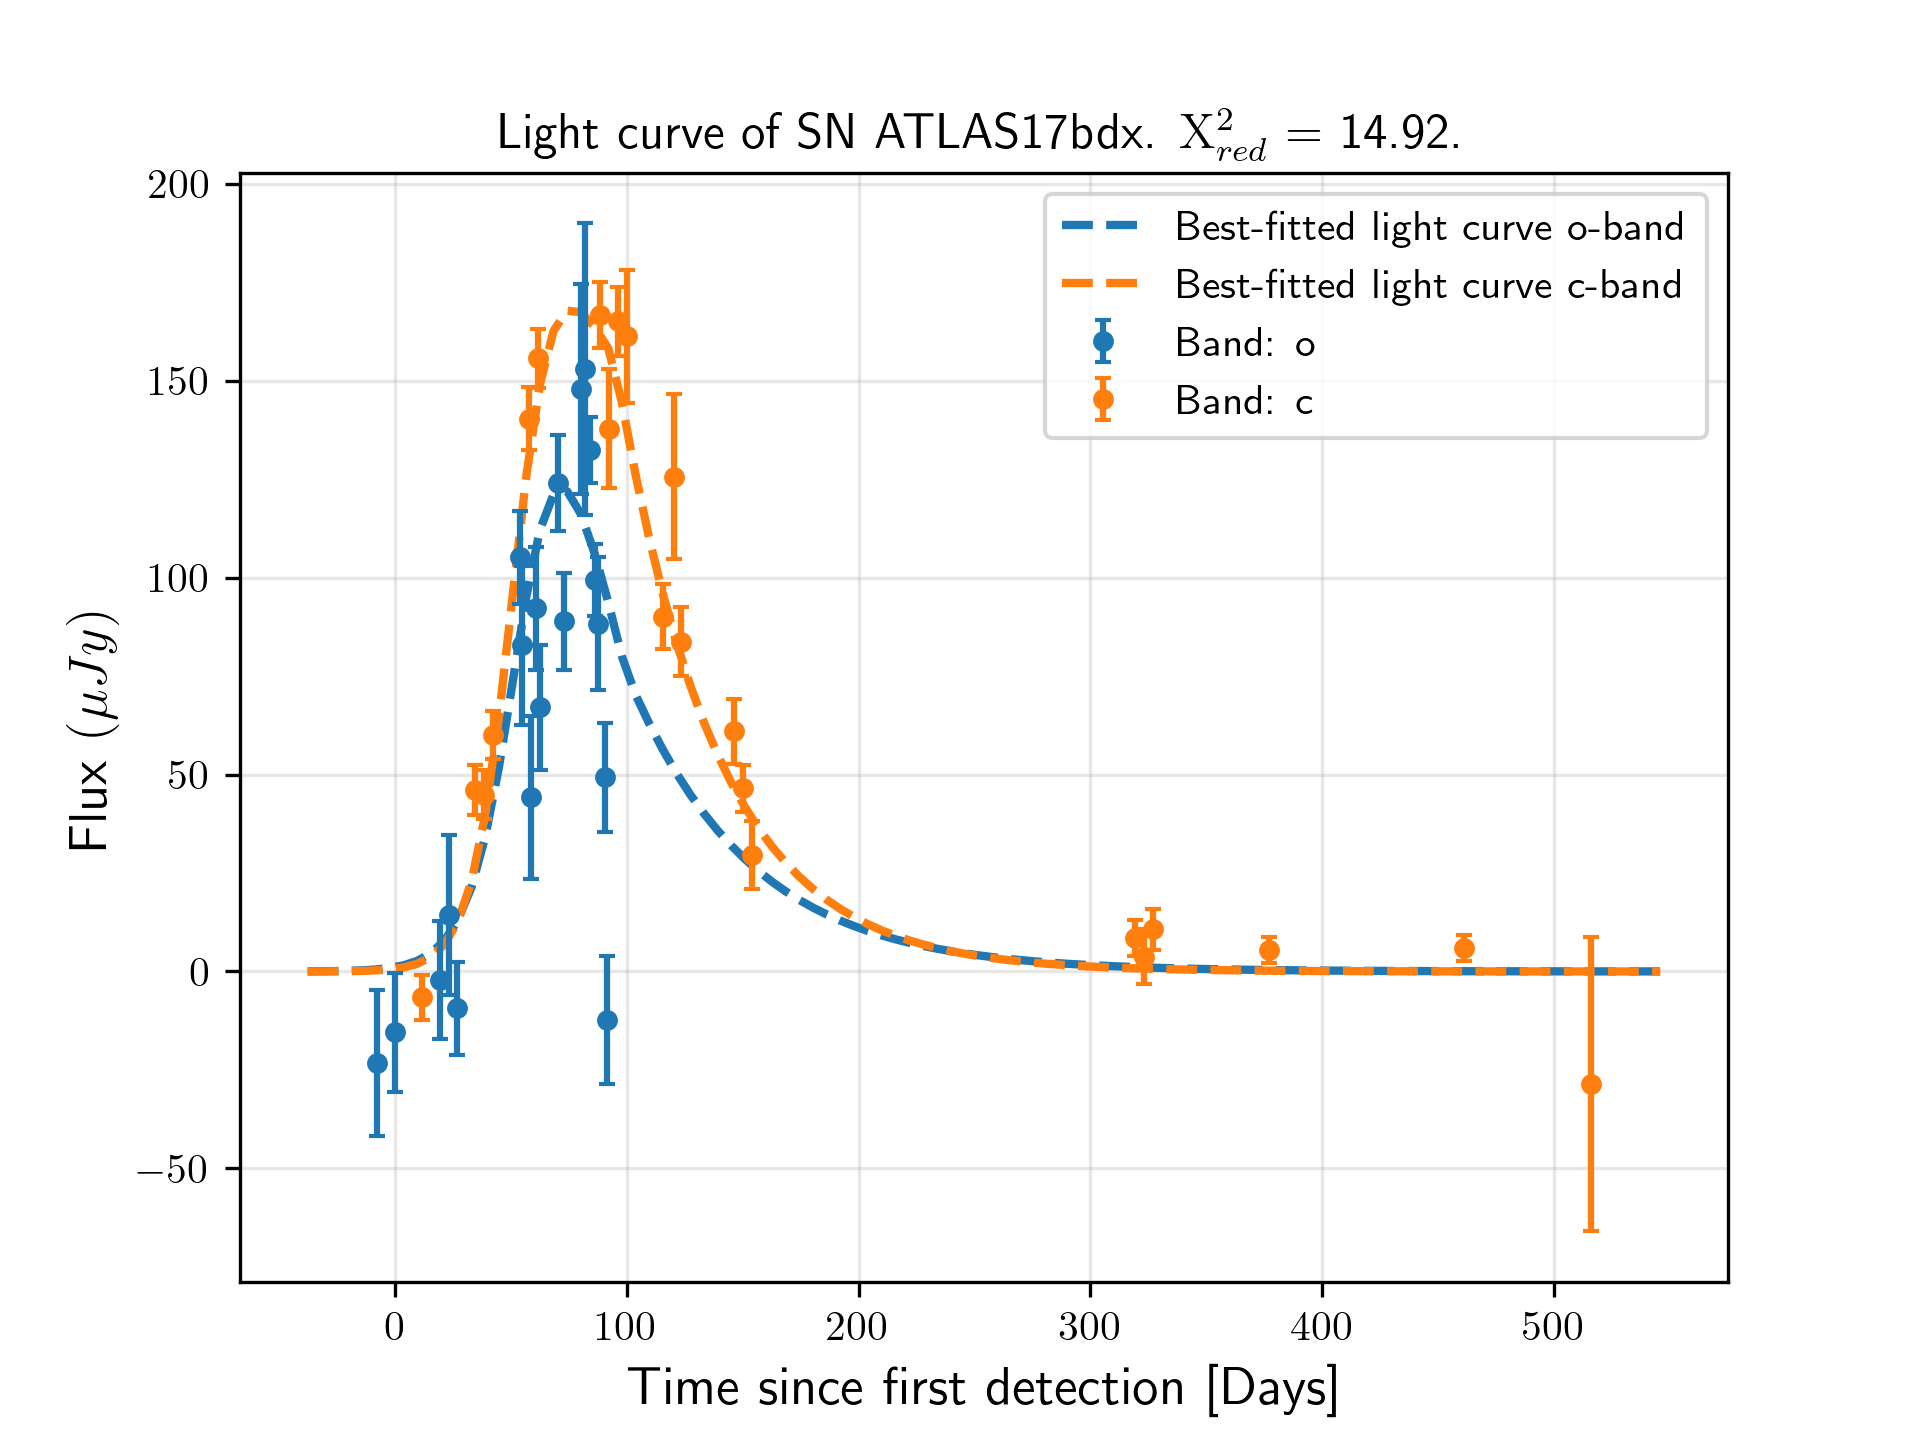 Light curve of SN ATLAS17bdx. X²_red = 14.92.
200
150
100
50
0
−50
Flux (μJy)
Best-fitted light curve o-band
Best-fitted light curve c-band
Band: o
Band: c
0 100 200 300 400 500
Time since first detection [Days]